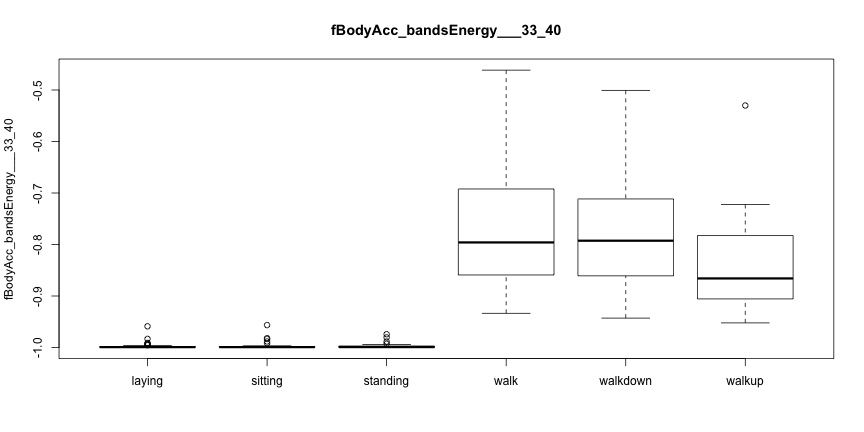 fBodyAcc_bandsEnergy___33_40
fBodyAcc_bandsEnergy___33_40
-0.5
-0.6
-0.7
-0.8
-0.9
-1.0
laying sitting standing walk walkdown walkup